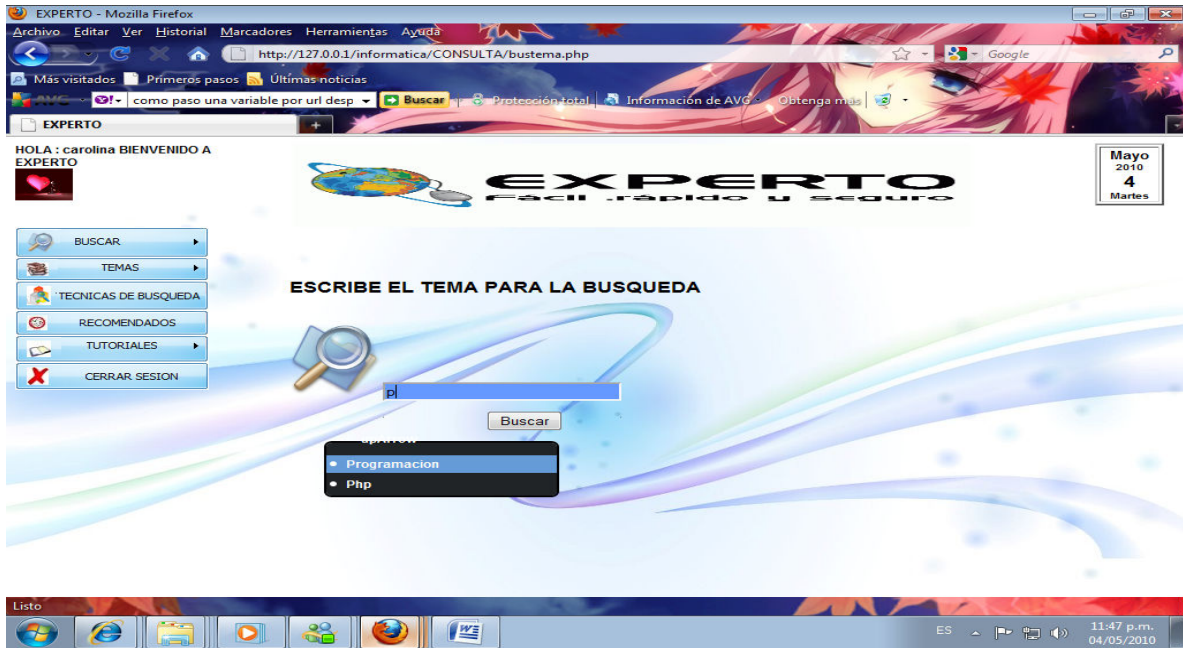 EXPERTO - Mozilla Firefox
Archivo Editar Ver Historial Marcadores Herramientas Ayuda
http://127.0.0.1/informatica/CONSULTA/bustema.php
Google
Más visitados Primeros pasos Últimas noticias
AVG como paso una variable por url desp Buscar Protección total Información de AVG Obtenga más
EXPERTO
HOLA : carolina BIENVENIDO A
EXPERTO
EXPERTO
Fácil ,rápido y seguro
Mayo
2010
4
Martes
BUSCAR
TEMAS
TECNICAS DE BUSQUEDA
RECOMENDADOS
TUTORIALES
CERRAR SESION
ESCRIBE EL TEMA PARA LA BUSQUEDA
p
Buscar
Programacion
Php
Listo
ES
11:47 p.m.
04/05/2010